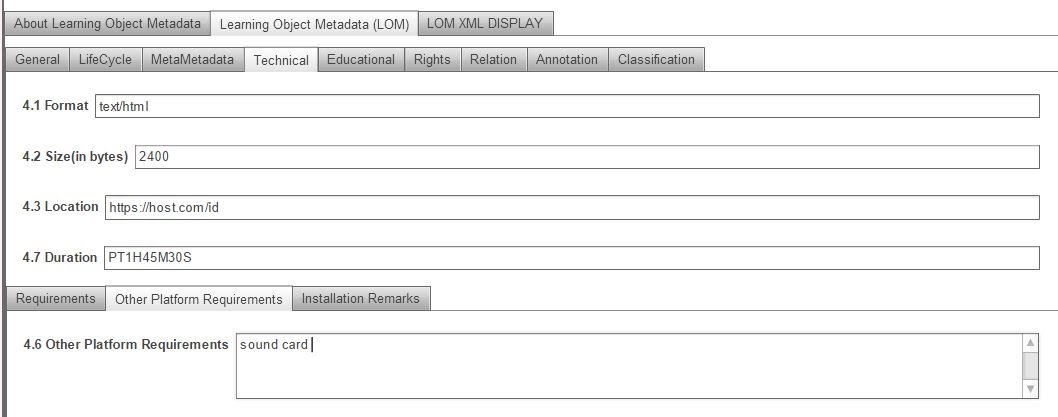 About Learning Object Metadata Learning Object Metadata (LOM) LOM XML DISPLAY
General LifeCycle MetaMetadata Technical Educational Rights Relation Annotation Classification
4.1 Format text/html
4.2 Size(in bytes) 2400
4.3 Location https://host.com/id
4.7 Duration PT1H45M30S
Requirements Other Platform Requirements Installation Remarks
4.6 Other Platform Requirements sound card